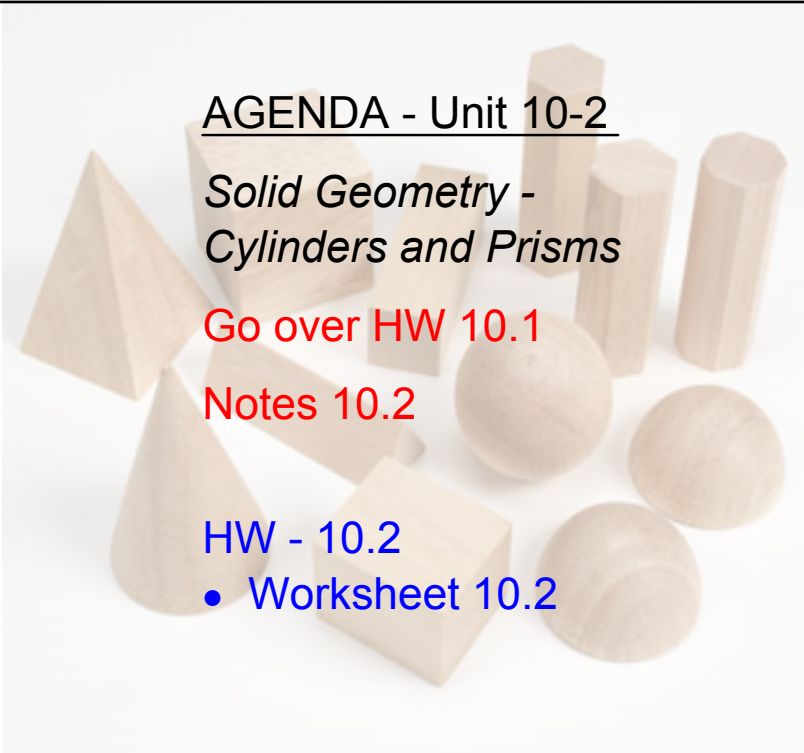 AGENDA - Unit 10-2
Solid Geometry -
Cylinders and Prisms
Go over HW 10.1
Notes 10.2
HW - 10.2
• Worksheet 10.2